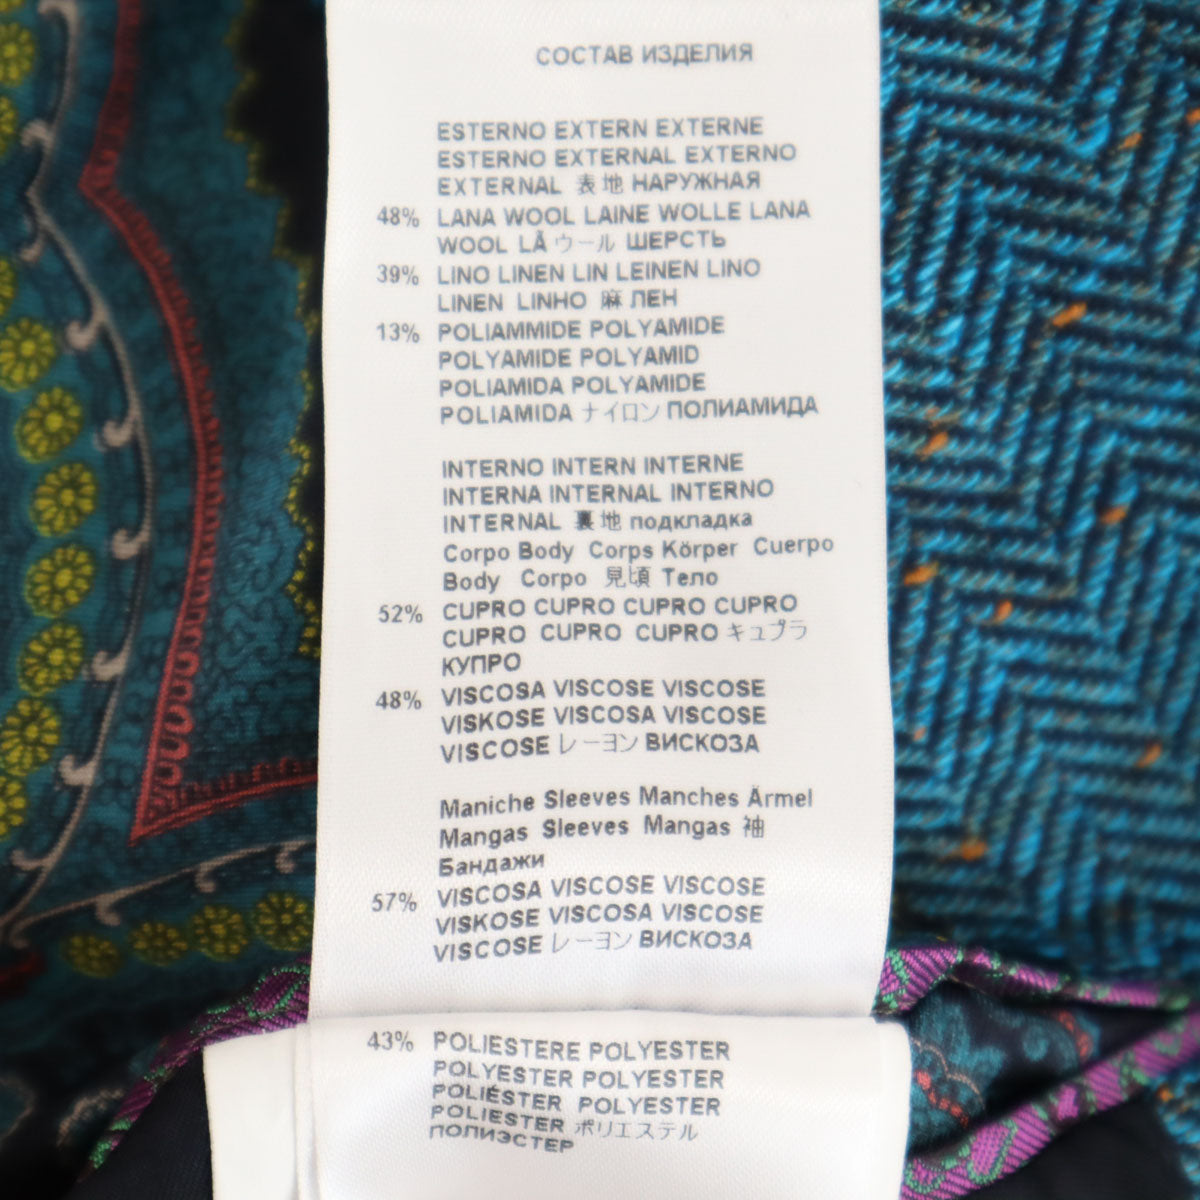 СОСТАВ ИЗДЕЛИЯ
ESTERNO EXTERN EXTERNE
ESTERNO EXTERNAL EXTERNO
EXTERNAL 表地 НАРУЖНАЯ
48% LANA WOOL LAINE WOLLE LANA
WOOL LÃ ウール ШЕРСТЬ
39% LINO LINEN LIN LEINEN LINO
LINEN LINHO 麻 ЛЕН
13% POLIAMMIDE POLYAMIDE
POLYAMIDE POLYAMID
POLIAMIDA POLYAMIDE
POLIAMIDA ナイロン ПОЛИАМИДА
INTERNO INTERN INTERNE
INTERNA INTERNAL INTERNO
INTERNAL 裏地 подкладка
Corpo Body Corps Körper Cuerpo
Body Corpo 見頃 Тело
52% CUPRO CUPRO CUPRO CUPRO
CUPRO CUPRO CUPRO キュプラ
КУПРО
48% VISCOSA VISCOSE VISCOSE
VISKOSE VISCOSA VISCOSE
VISCOSE レーヨン ВИСКОЗА
Maniche Sleeves Manches Ärmel
Mangas Sleeves Mangas 袖
Бандажи
57% VISCOSA VISCOSE VISCOSE
VISKOSE VISCOSA VISCOSE
VISCOSE レーヨン ВИСКОЗА
43% POLIESTERE POLYESTER
POLYESTER POLYESTER
POLIÉSTER POLYESTER
POLIESTER ポリエステル
ПОЛИЭСТЕР